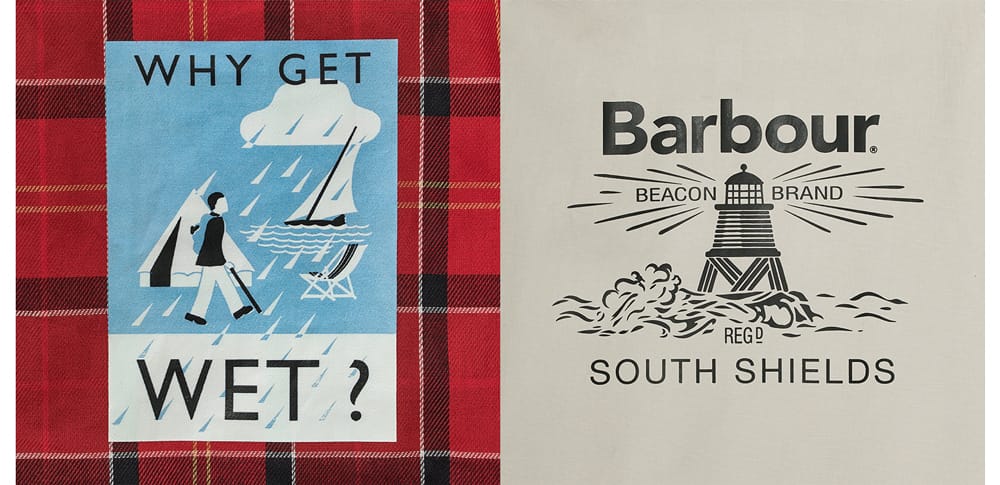 WHY GET
WET ?
Barbour®
BEACON BRAND
REGD
SOUTH SHIELDS